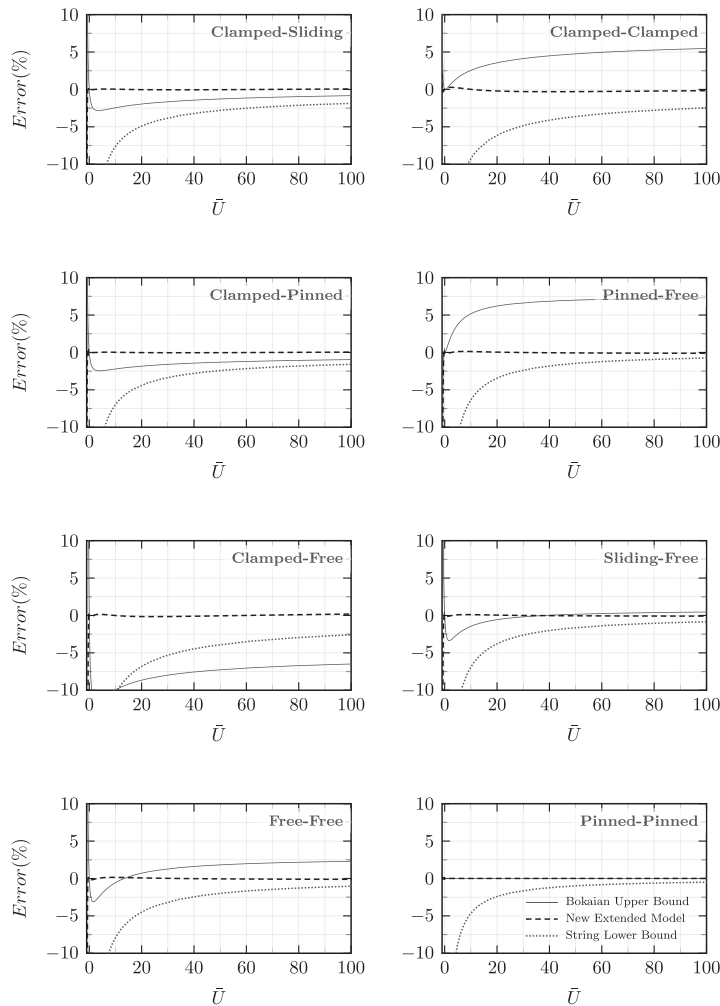 Clamped-Sliding
Error(%)
10
5
0
−5
−10
0 20 40 60 80 100
Ū
Clamped-Clamped
10
5
0
−5
−10
0 20 40 60 80 100
Ū
Clamped-Pinned
Error(%)
10
5
0
−5
−10
0 20 40 60 80 100
Ū
Pinned-Free
10
5
0
−5
−10
0 20 40 60 80 100
Ū
Clamped-Free
Error(%)
10
5
0
−5
−10
0 20 40 60 80 100
Ū
Sliding-Free
10
5
0
−5
−10
0 20 40 60 80 100
Ū
Free-Free
Error(%)
10
5
0
−5
−10
0 20 40 60 80 100
Ū
Pinned-Pinned
10
5
0
−5
−10
Bokaian Upper Bound
New Extended Model
String Lower Bound
0 20 40 60 80 100
Ū